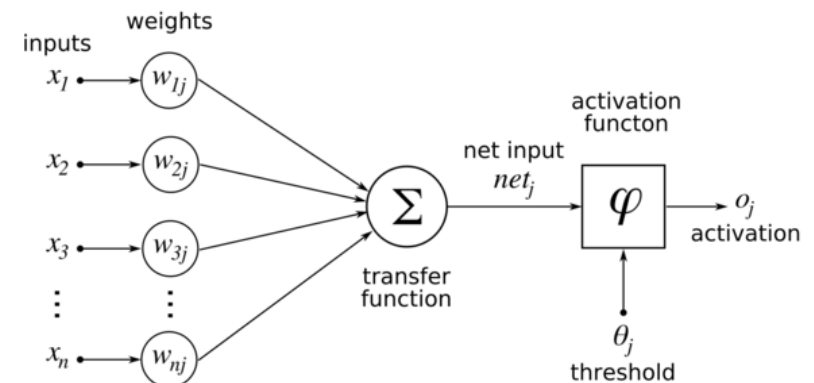 weights
inputs
x₁
w₁ⱼ
activation
functon
x₂
w₂ⱼ
net input
netⱼ
Σ
φ
oⱼ
activation
x₃
w₃ⱼ
transfer
function
⋮ ⋮
xₙ
wₙⱼ
θⱼ
threshold